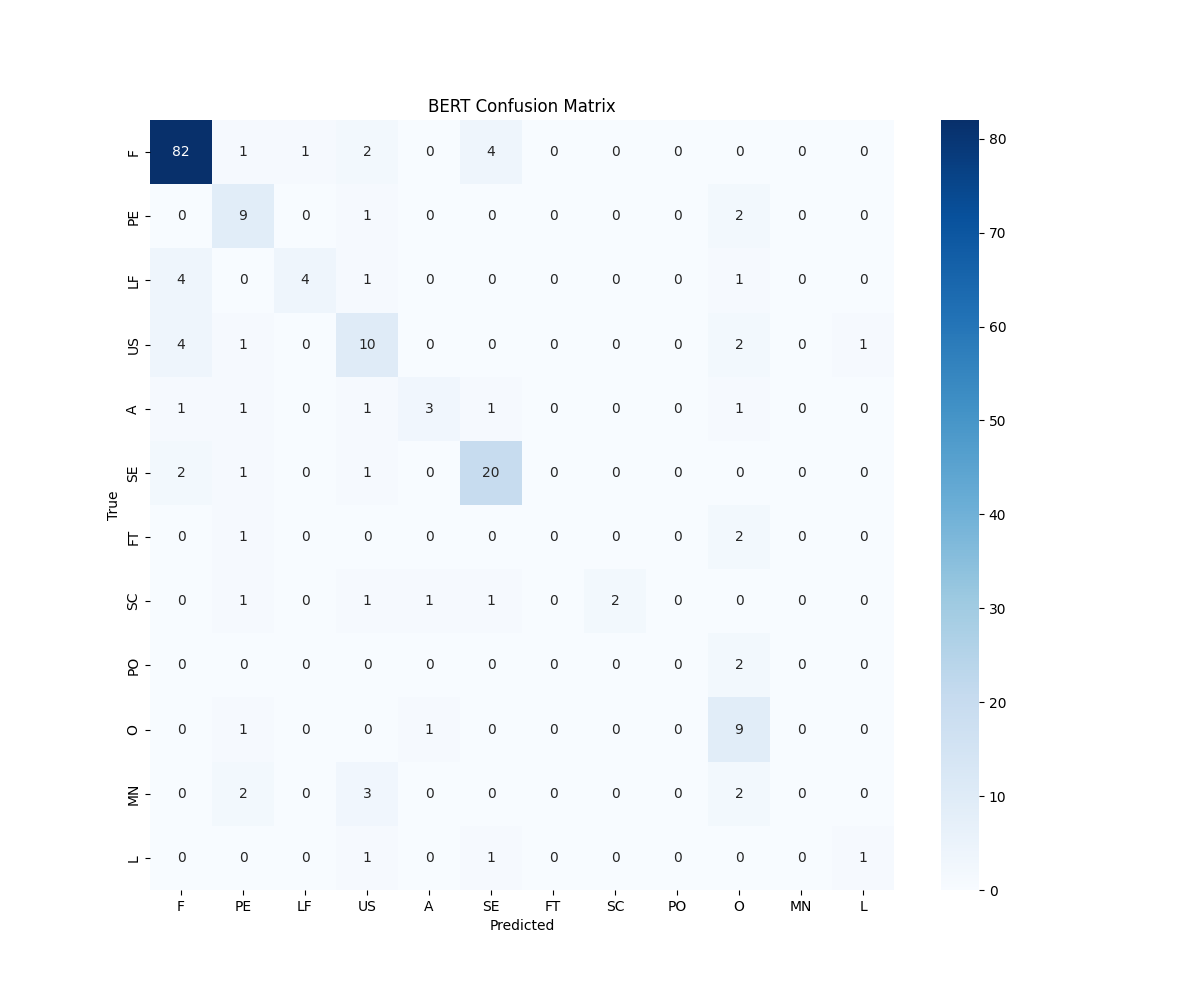 BERT Confusion Matrix
F 82 1 1 2 0 4 0 0 0 0 0 0
PE 0 9 0 1 0 0 0 0 0 2 0 0
LF 4 0 4 1 0 0 0 0 0 1 0 0
US 4 1 0 10 0 0 0 0 0 2 0 1
A 1 1 0 1 3 1 0 0 0 1 0 0
SE 2 1 0 1 0 20 0 0 0 0 0 0
FT 0 1 0 0 0 0 0 0 0 2 0 0
SC 0 1 0 1 1 1 0 2 0 0 0 0
PO 0 0 0 0 0 0 0 0 0 2 0 0
O 0 1 0 0 1 0 0 0 0 9 0 0
MN 0 2 0 3 0 0 0 0 0 2 0 0
L 0 0 0 1 0 1 0 0 0 0 0 1
F PE LF US A SE FT SC PO O MN L
Predicted
True
80
70
60
50
40
30
20
10
0